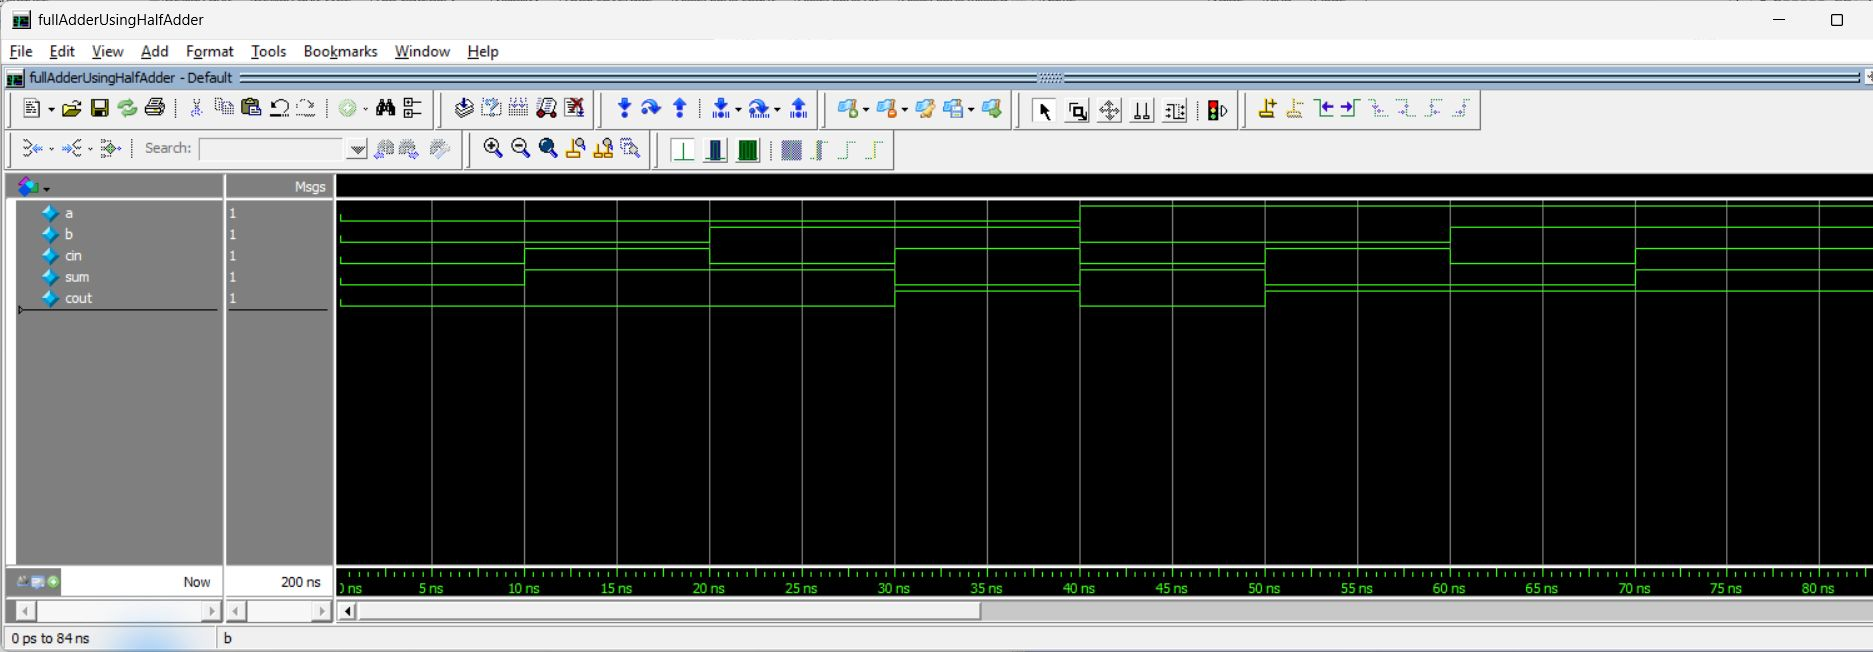 fullAdderUsingHalfAdder
File Edit View Add Format Tools Bookmarks Window Help
fullAdderUsingHalfAdder - Default
Search:
Msgs
a 1
b 1
cin 1
sum 1
cout 1
Now 200 ns
ns 5 ns 10 ns 15 ns 20 ns 25 ns 30 ns 35 ns 40 ns 45 ns 50 ns 55 ns 60 ns 65 ns 70 ns 75 ns 80 ns
0 ps to 84 ns b